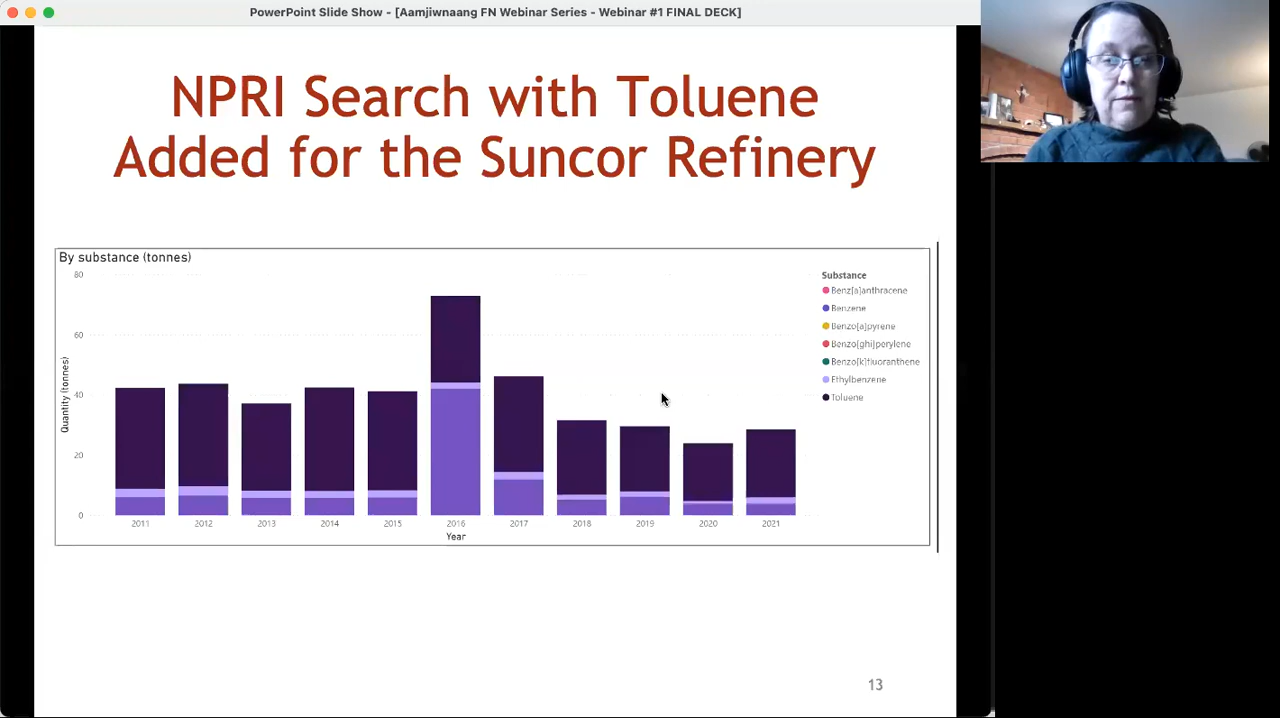 PowerPoint Slide Show - [Aamjiwnaang FN Webinar Series - Webinar #1 FINAL DECK]
NPRI Search with Toluene
Added for the Suncor Refinery
By substance (tonnes)
80
60
40
20
0
Quantity (tonnes)
2011 2012 2013 2014 2015 2016 2017 2018 2019 2020 2021
Year
Substance
Benz[a]anthracene
Benzene
Benzo[a]pyrene
Benzo[ghi]perylene
Benzo[k]fluoranthene
Ethylbenzene
Toluene
13